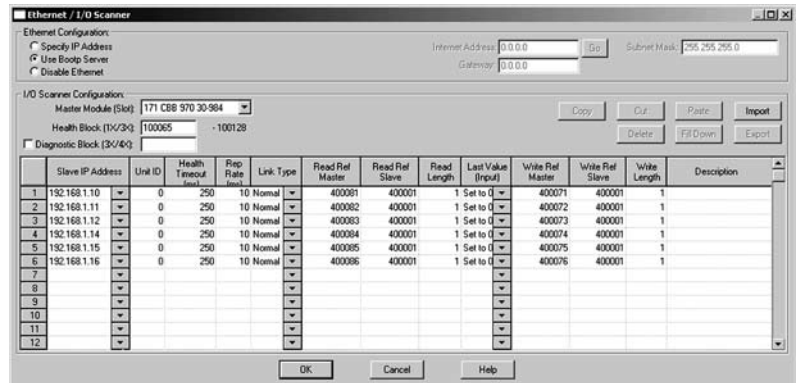 Ethernet / I/O Scanner
Ethernet Configuration:
Specify IP Address
Use Bootp Server
Disable Ethernet
Internet Address: 0.0.0.0 Go Subnet Mask: 255.255.255.0
Gateway: 0.0.0.0
I/O Scanner Configuration:
Master Module (Slot): 171 CBB 970 30-984
Health Block (1X/3X): 100065 - 100128
Diagnostic Block (3X/4X):
Copy Cut Paste Import
Delete Fill Down Export
Slave IP Address Unit ID Health Timeout (ms) Rep Rate (ms) Link Type Read Ref Master Read Ref Slave Read Length Last Value (Input) Write Ref Master Write Ref Slave Write Length Description
1 192.168.1.10 0 250 10 Normal 400081 400001 1 Set to 0 400071 400001 1
2 192.168.1.11 0 250 10 Normal 400082 400001 1 Set to 0 400072 400001 1
3 192.168.1.12 0 250 10 Normal 400083 400001 1 Set to 0 400073 400001 1
4 192.168.1.14 0 250 10 Normal 400084 400001 1 Set to 0 400074 400001 1
5 192.168.1.15 0 250 10 Normal 400085 400001 1 Set to 0 400075 400001 1
6 192.168.1.16 0 250 10 Normal 400086 400001 1 Set to 0 400076 400001 1
7
8
9
10
11
12
OK Cancel Help